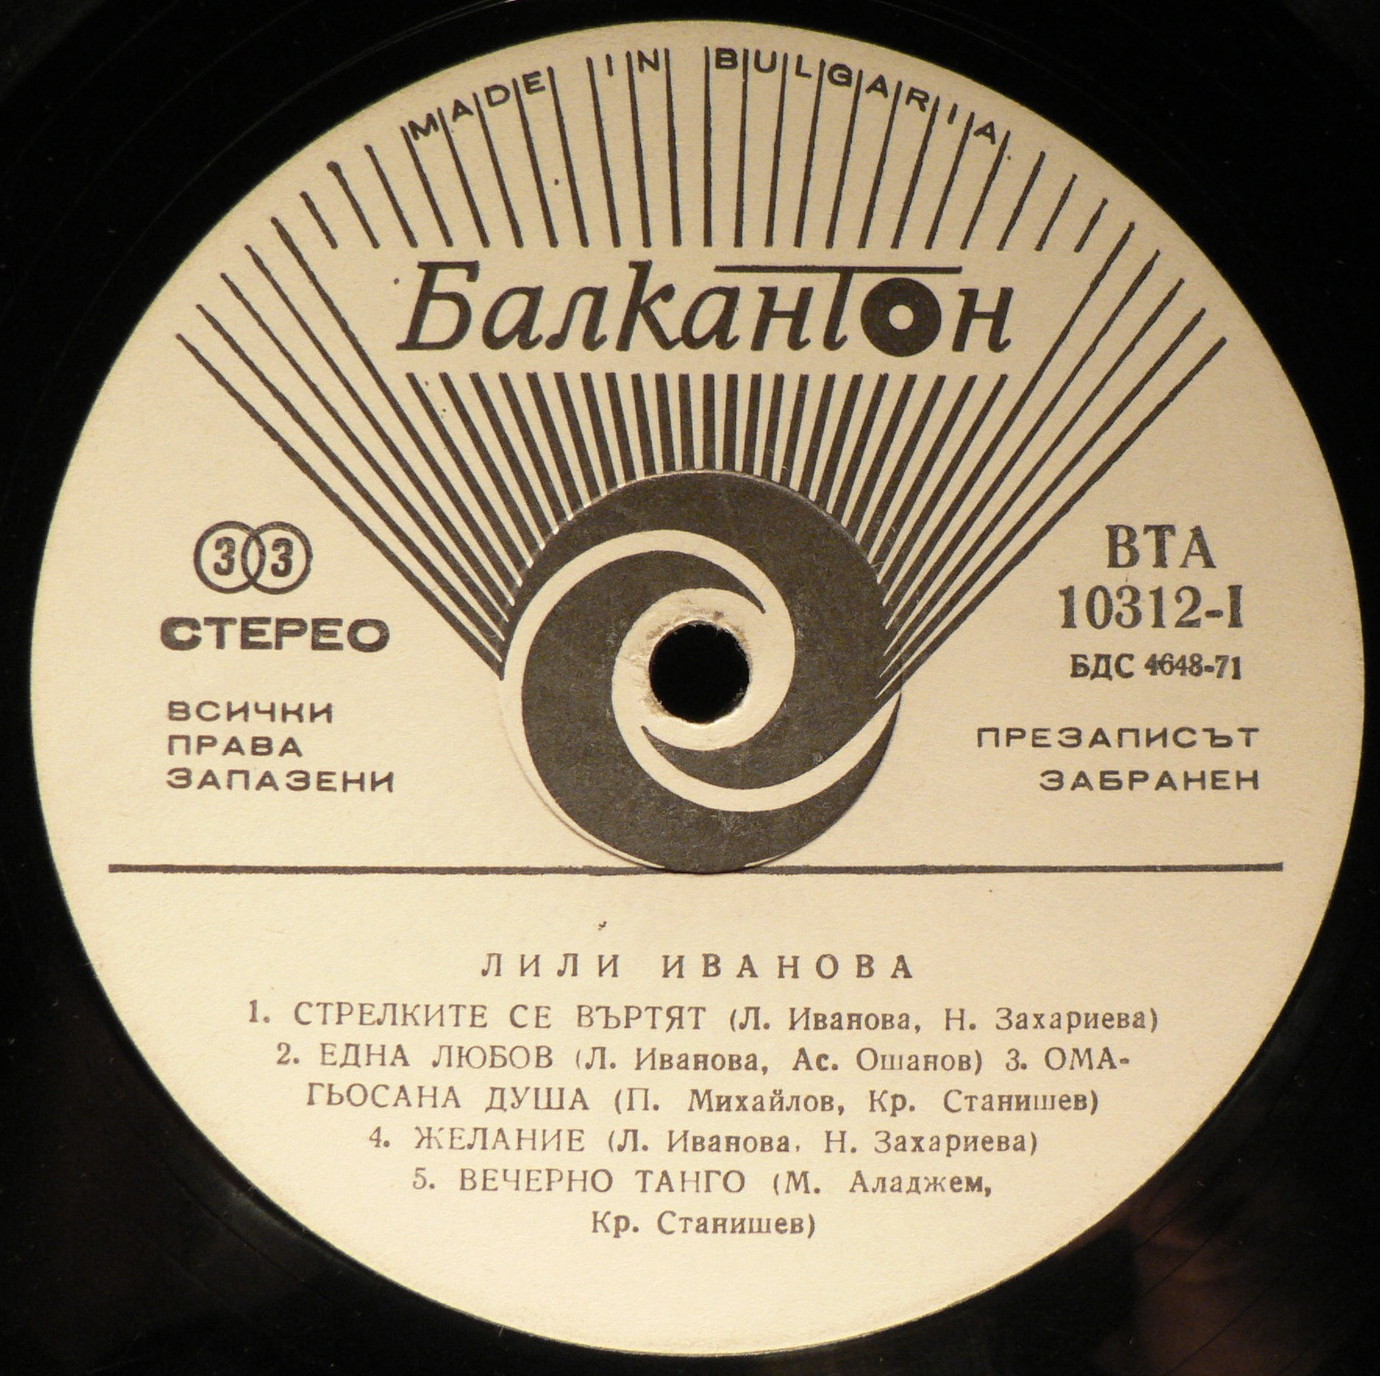 MADE IN BULGARIA
Балкантон
33
СТЕРЕО
ВСИЧКИ
ПРАВА
ЗАПАЗЕНИ
ВТА
10312-I
БДС 4648-71
ПРЕЗАПИСЪТ
ЗАБРАНЕН
ЛИЛИ ИВАНОВА
1. СТРЕЛКИТЕ СЕ ВЪРТЯТ (Л. Иванова, Н. Захариева)
2. ЕДНА ЛЮБОВ (Л. Иванова, Ас. Ошанов) 3. ОМА-
ГЬОСАНА ДУША (П. Михайлов, Кр. Станишев)
4. ЖЕЛАНИЕ (Л. Иванова, Н. Захариева)
5. ВЕЧЕРНО ТАНГО (М. Аладжем,
Кр. Станишев)